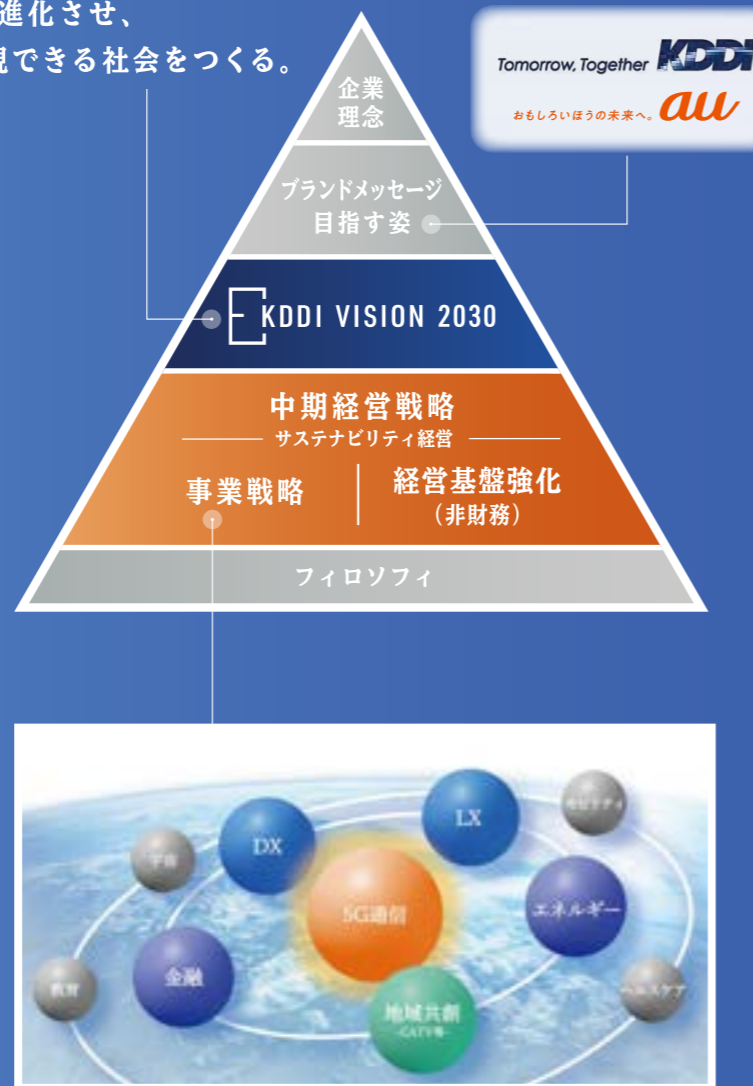 進化させ、
現できる社会をつくる。
Tomorrow, Together KDDI
おもしろいほうの未来へ。 au
企業
理念
ブランドメッセージ
目指す姿
KDDI VISION 2030
中期経営戦略
サステナビリティ経営
事業戦略
経営基盤強化
（非財務）
フィロソフィ
LX
モビリティ
DX
宇宙
5G通信
エネルギー
金融
教育
ヘルスケア
地域共創
-CATV等-